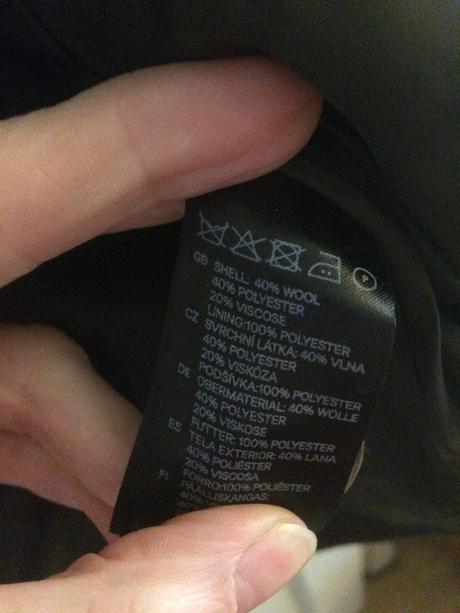 P
GB SHELL: 40% WOOL
40% POLYESTER
20% VISCOSE
LINING:100% POLYESTER
CZ SVRCHNÍ LÁTKA: 40% VLNA
40% POLYESTER
20% VISKÓZA
PODŠÍVKA:100% POLYESTER
DE OBERMATERIAL: 40% WOLLE
40% POLYESTER
20% VISKOSE
FUTTER: 100% POLYESTER
ES TELA EXTERIOR: 40% LANA
40% POLIÉSTER
20% VISCOSA
FORRO:100% POLIÉSTER
FI PÄÄLLISKANGAS:
40%